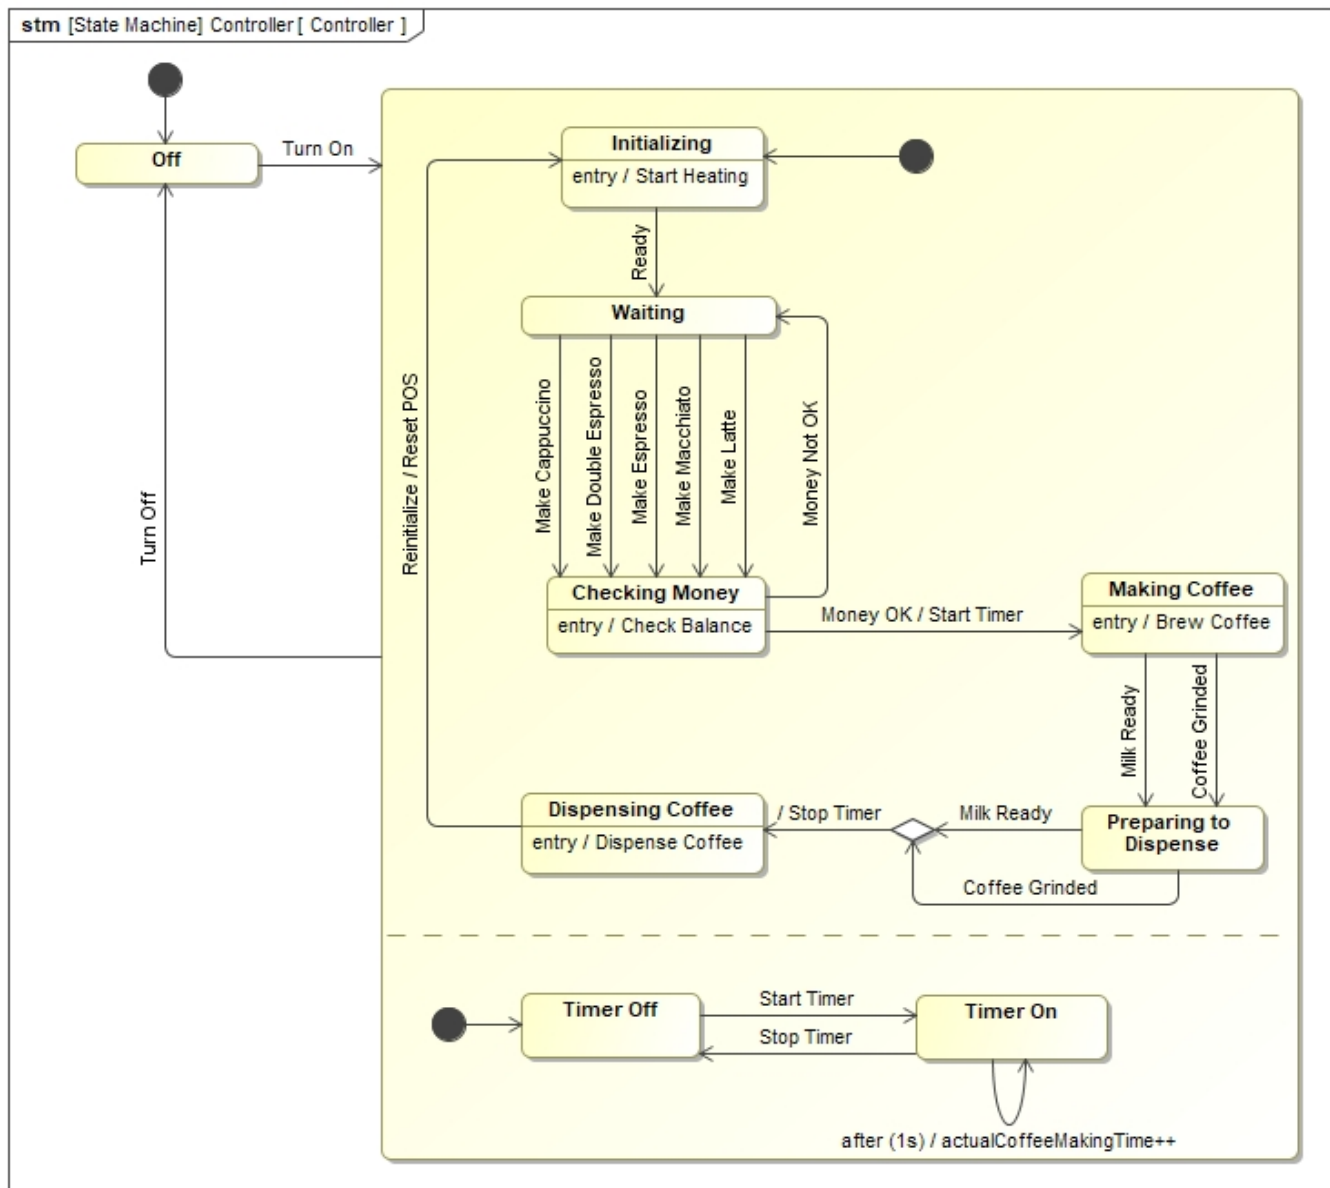 stm [State Machine] Controller [ Controller ]
Off
Turn On
Initializing
entry / Start Heating
Ready
Waiting
Make Cappuccino
Make Double Espresso
Make Espresso
Make Macchiato
Make Latte
Money Not OK
Reinitialize / Reset POS
Turn Off
Checking Money
entry / Check Balance
Money OK / Start Timer
Making Coffee
entry / Brew Coffee
Milk Ready
Coffee Grinded
Dispensing Coffee
entry / Dispense Coffee
/ Stop Timer
Milk Ready
Preparing to
Dispense
Coffee Grinded
Timer Off
Start Timer
Stop Timer
Timer On
after (1s) / actualCoffeeMakingTime++